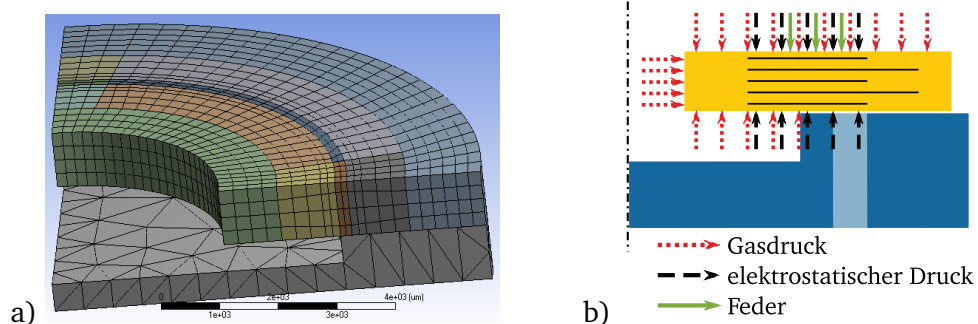 0
2e+03
4e+03 (um)
1e+03
3e+03
a)
b)
Gasdruck
elektrostatischer Druck
Feder